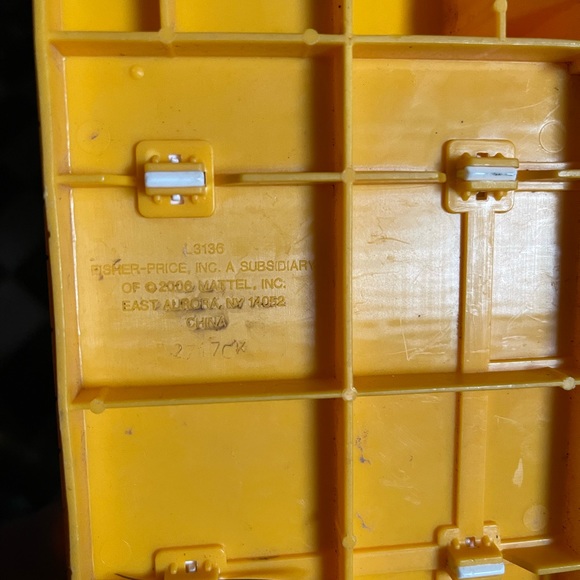 L3136
FISHER-PRICE, INC. A SUBSIDIARY
OF © 2006 MATTEL, INC.
EAST AURORA, NY 14052
CHINA